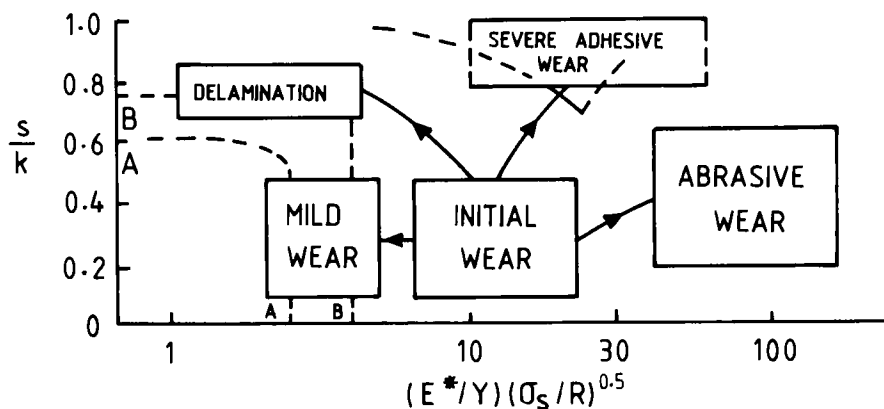 1.0
0.8
0.6
0.4
0.2
0
s/k
B
A
DELAMINATION
SEVERE ADHESIVE
WEAR
MILD
WEAR
INITIAL
WEAR
ABRASIVE
WEAR
A
B
1
10
30
100
(E*/Y)(σs/R)^0.5